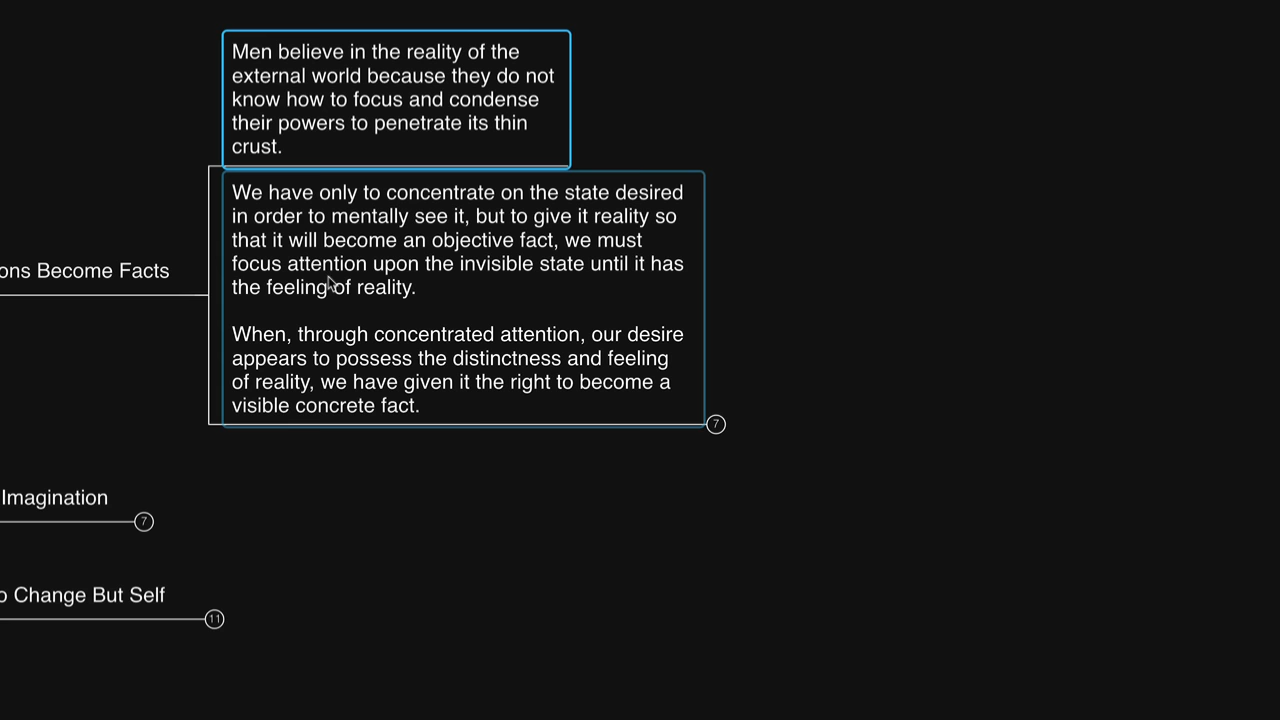 Men believe in the reality of the
external world because they do not
know how to focus and condense
their powers to penetrate its thin
crust.
We have only to concentrate on the state desired
in order to mentally see it, but to give it reality so
that it will become an objective fact, we must
focus attention upon the invisible state until it has
the feeling of reality.
When, through concentrated attention, our desire
appears to possess the distinctness and feeling
of reality, we have given it the right to become a
visible concrete fact.
7
ons Become Facts
Imagination
7
o Change But Self
11